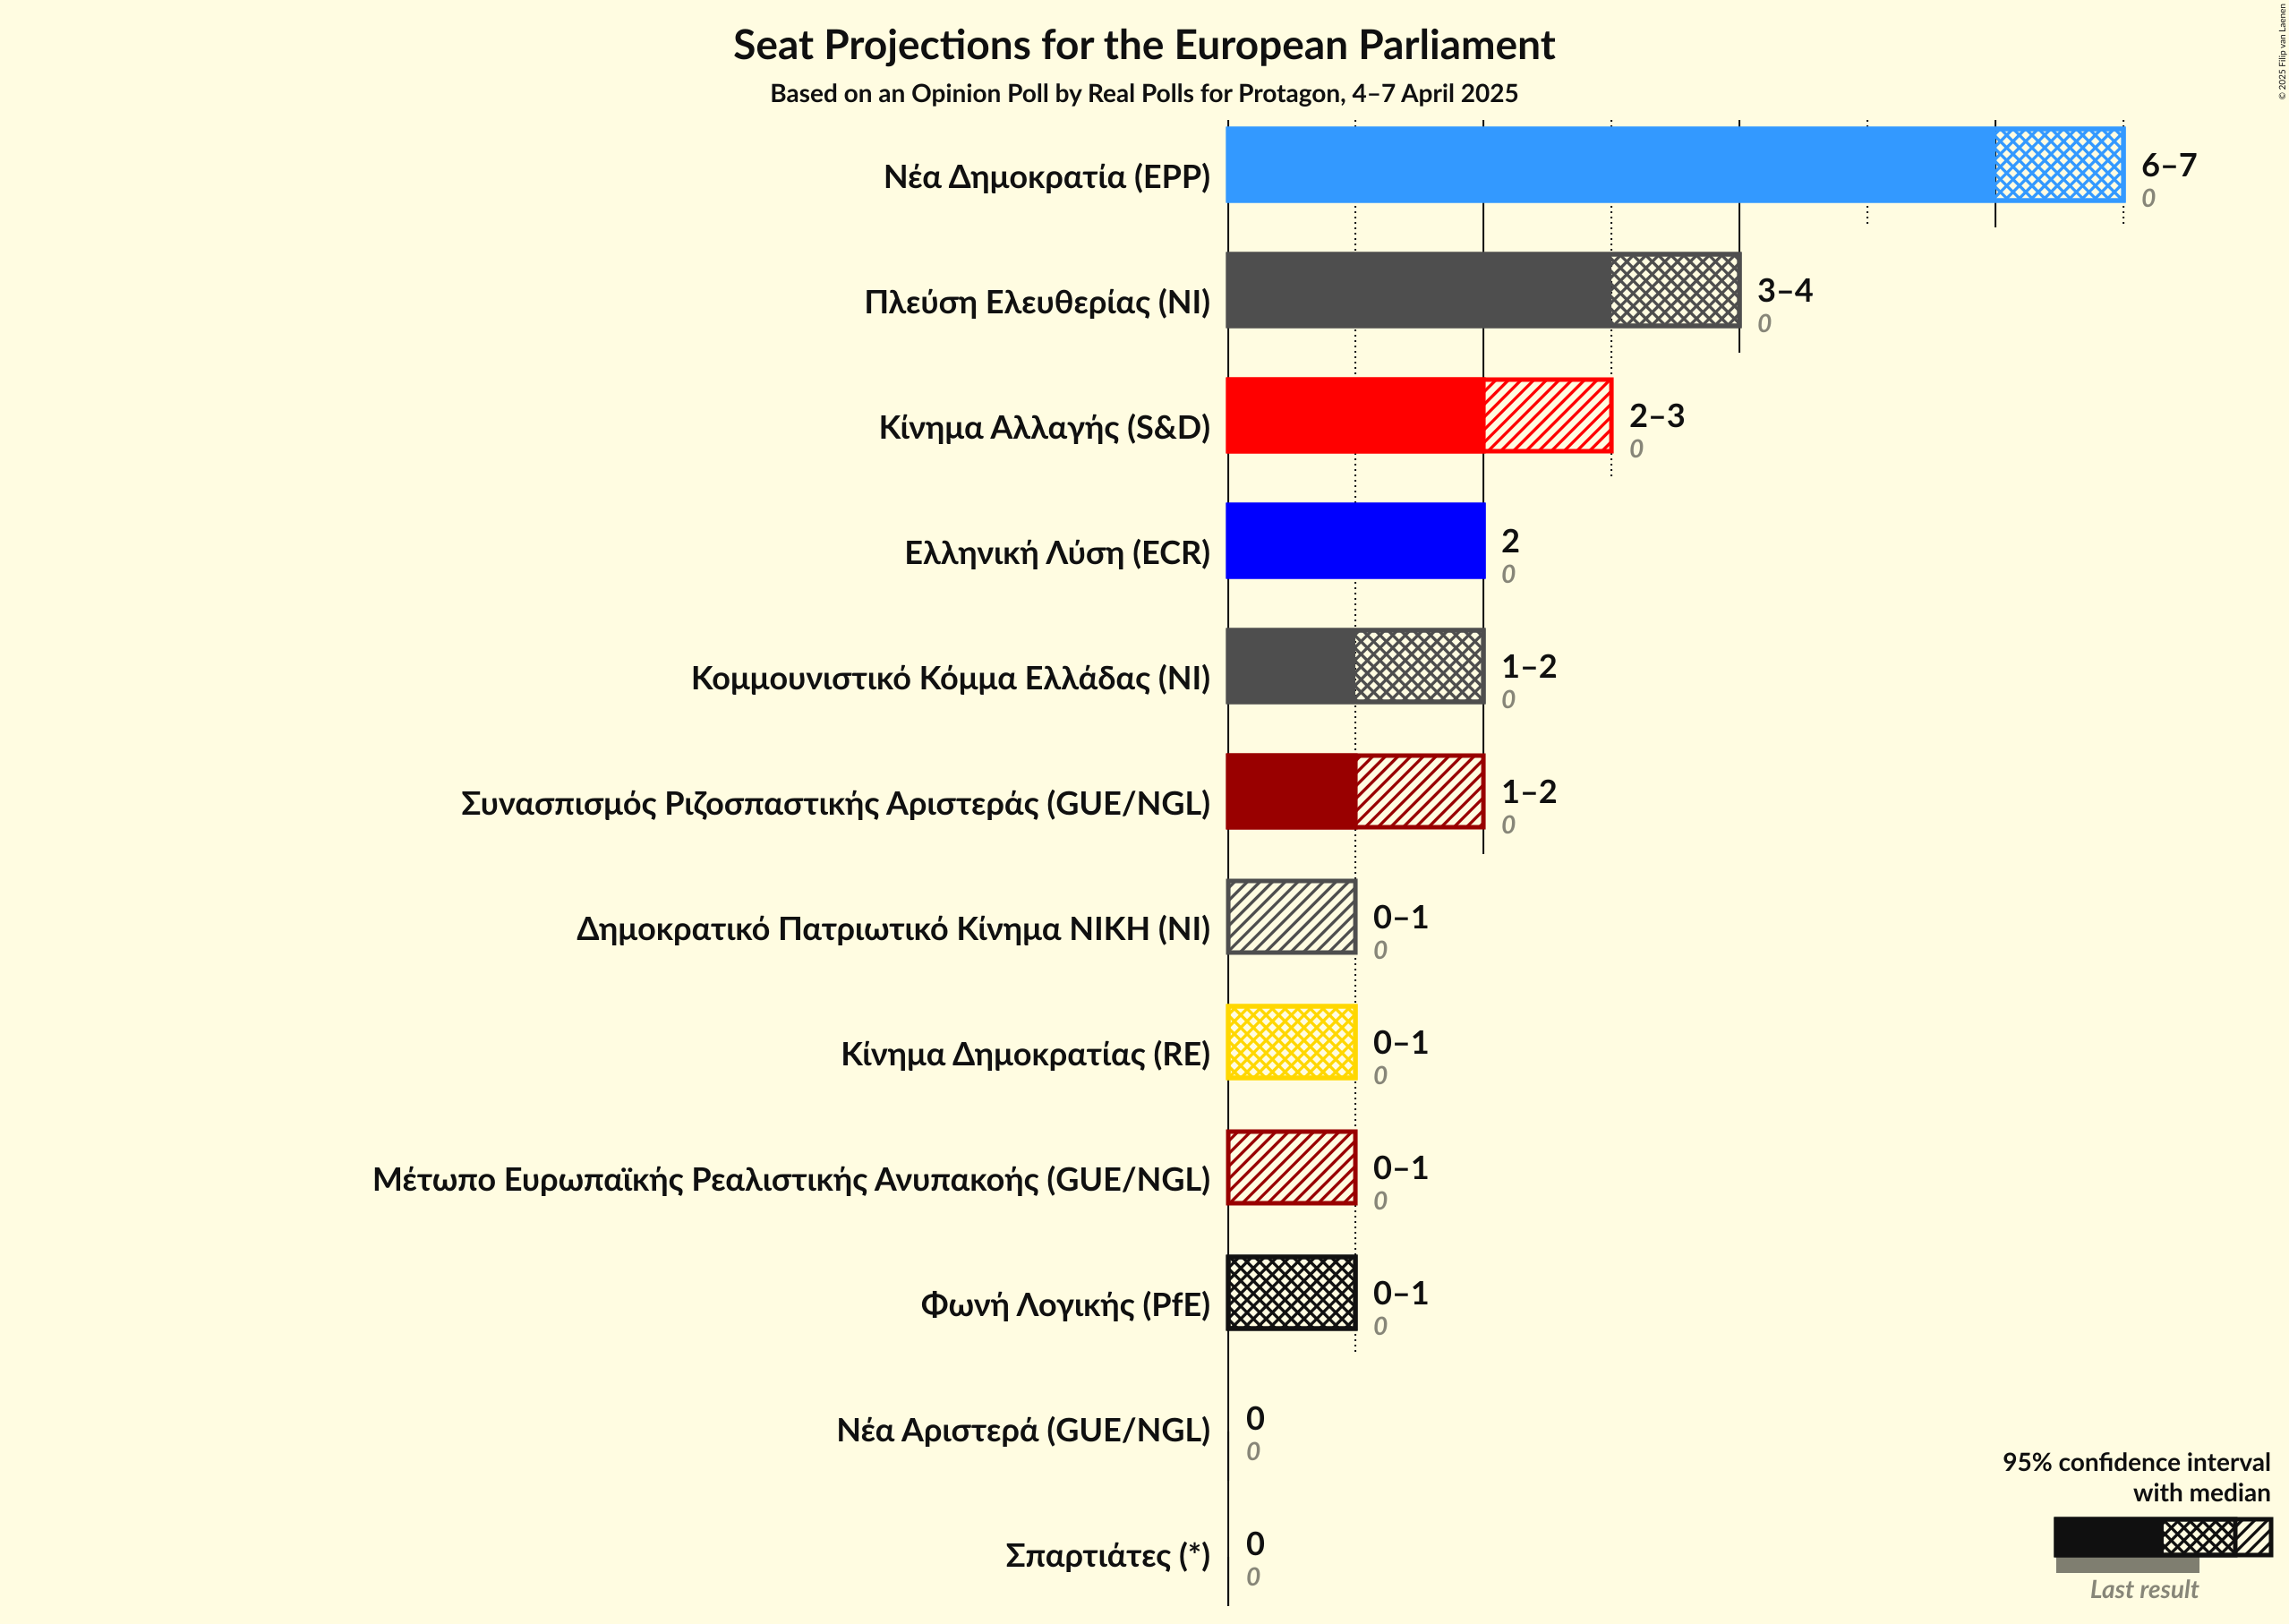 Seat Projections for the European Parliament
Based on an Opinion Poll by Real Polls for Protagon, 4–7 April 2025
© 2025 Filip van Laenen
Νέα Δημοκρατία (EPP)
6–7
0
Πλεύση Ελευθερίας (NI)
3–4
0
Κίνημα Αλλαγής (S&D)
2–3
0
Ελληνική Λύση (ECR)
2
0
Κομμουνιστικό Κόμμα Ελλάδας (NI)
1–2
0
Συνασπισμός Ριζοσπαστικής Αριστεράς (GUE/NGL)
1–2
0
Δημοκρατικό Πατριωτικό Κίνημα ΝΙΚΗ (NI)
0–1
0
Κίνημα Δημοκρατίας (RE)
0–1
0
Μέτωπο Ευρωπαϊκής Ρεαλιστικής Ανυπακοής (GUE/NGL)
0–1
0
Φωνή Λογικής (PfE)
0–1
0
Νέα Αριστερά (GUE/NGL)
0
0
Σπαρτιάτες (*)
0
0
95% confidence interval
with median
Last result